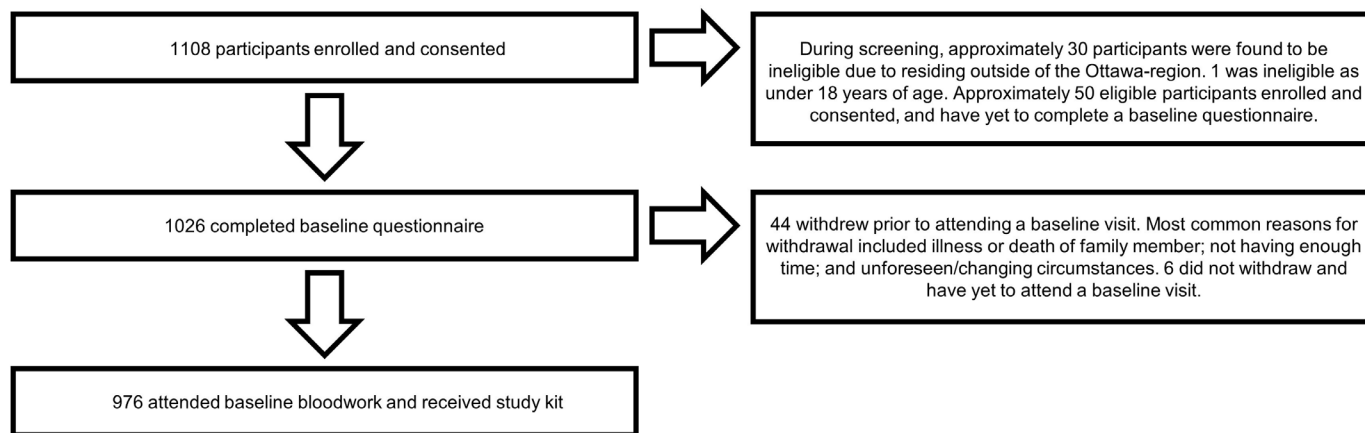 1108 participants enrolled and consented
During screening, approximately 30 participants were found to be
ineligible due to residing outside of the Ottawa-region. 1 was ineligible as
under 18 years of age. Approximately 50 eligible participants enrolled and
consented, and have yet to complete a baseline questionnaire.
1026 completed baseline questionnaire
44 withdrew prior to attending a baseline visit. Most common reasons for
withdrawal included illness or death of family member; not having enough
time; and unforeseen/changing circumstances. 6 did not withdraw and
have yet to attend a baseline visit.
976 attended baseline bloodwork and received study kit